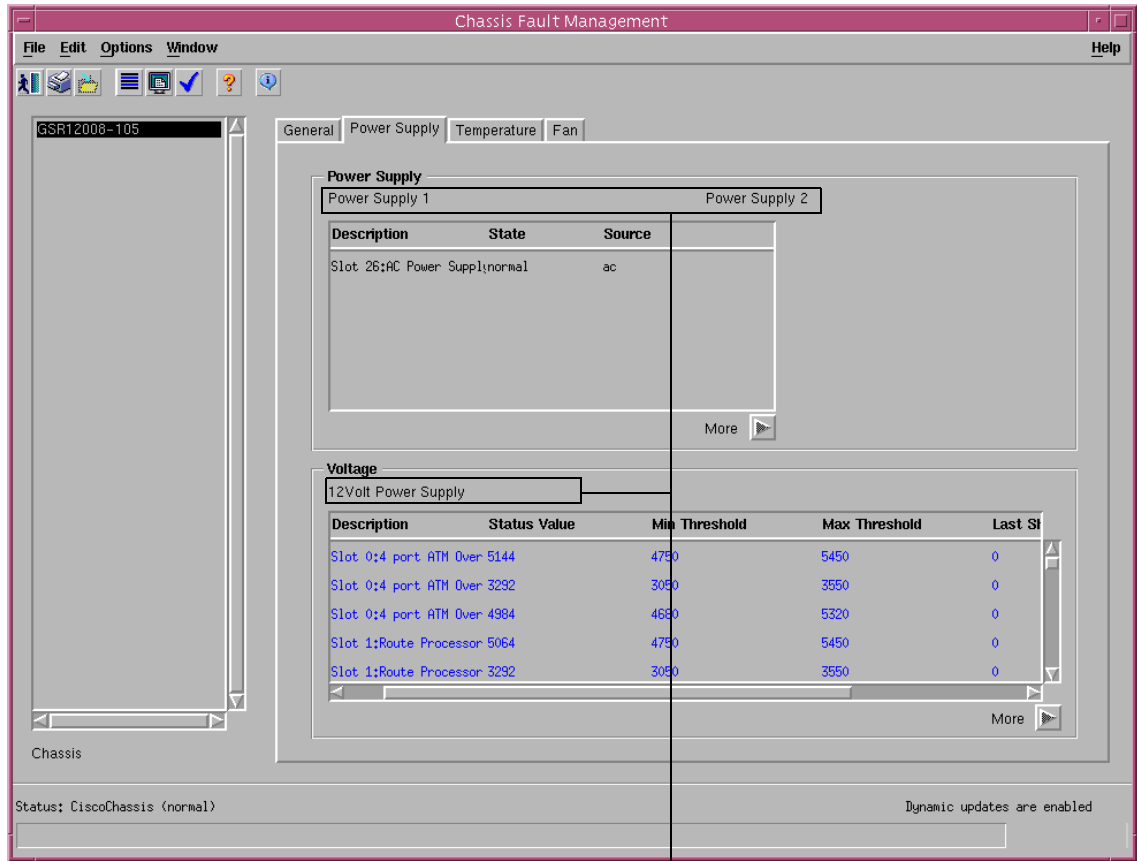 Chassis Fault Management
File Edit Options Window Help
GSR12008-105
General Power Supply Temperature Fan
Power Supply
Power Supply 1 Power Supply 2
Description State Source
Slot 26:AC Power Supply normal ac
More
Voltage
12Volt Power Supply
Description Status Value Min Threshold Max Threshold Last Sh
Slot 0:4 port ATM Over 5144 4750 5450 0
Slot 0:4 port ATM Over 3292 3050 3550 0
Slot 0:4 port ATM Over 4984 4680 5320 0
Slot 1:Route Processor 5064 4750 5450 0
Slot 1:Route Processor 3292 3050 3550 0
More
Chassis
Status: CiscoChassis (normal) Dynamic updates are enabled